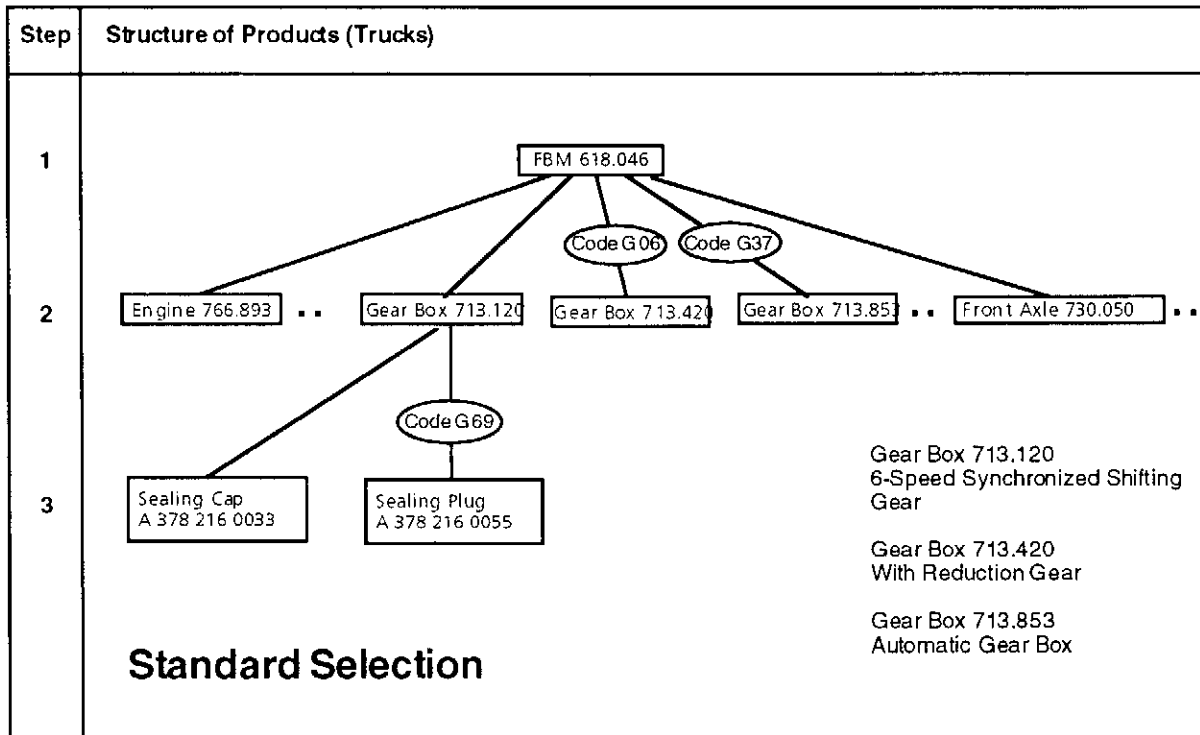 Step Structure of Products (Trucks)
1
FBM 618.046
Code G06 Code G37
2
Engine 766.893 .. Gear Box 713.120 Gear Box 713.420 Gear Box 713.853 .. Front Axle 730.050 ..
Code G69
3
Sealing Cap
A 378 216 0033
Sealing Plug
A 378 216 0055
Gear Box 713.120
6-Speed Synchronized Shifting
Gear
Gear Box 713.420
With Reduction Gear
Gear Box 713.853
Automatic Gear Box
Standard Selection